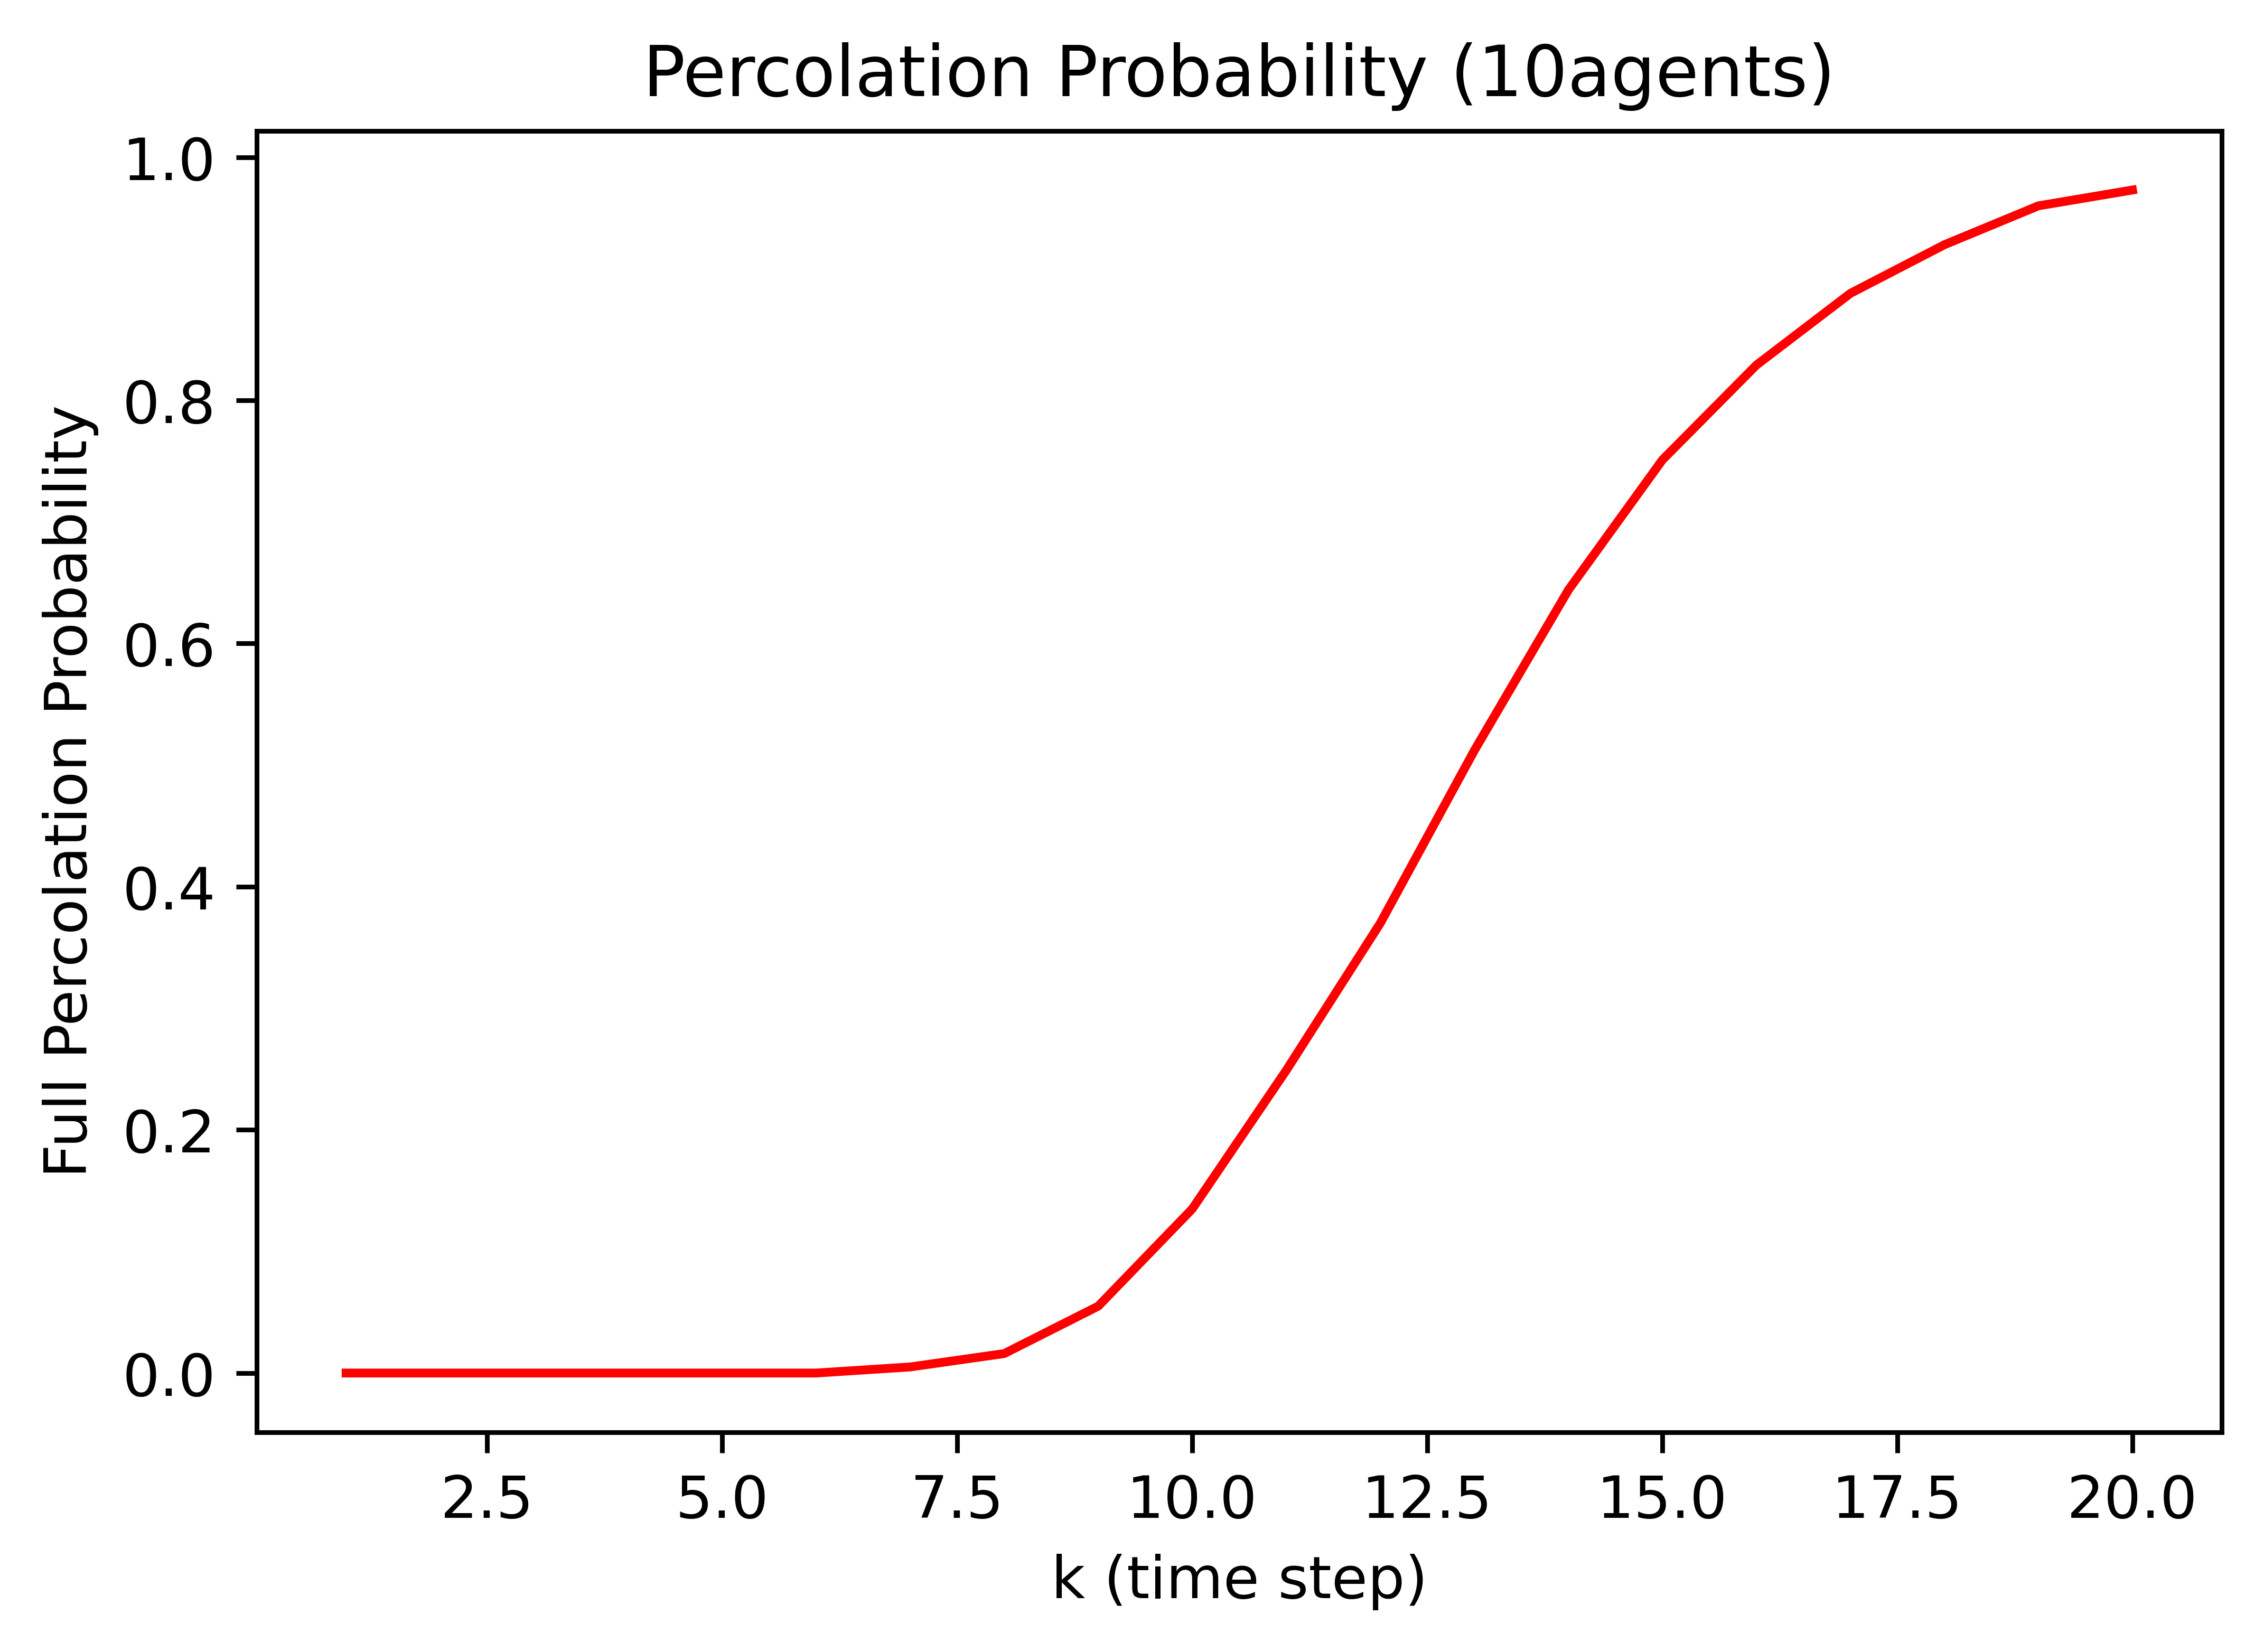 Percolation Probability (10agents)
Full Percolation Probability
1.0
0.8
0.6
0.4
0.2
0.0
2.5 5.0 7.5 10.0 12.5 15.0 17.5 20.0
k (time step)